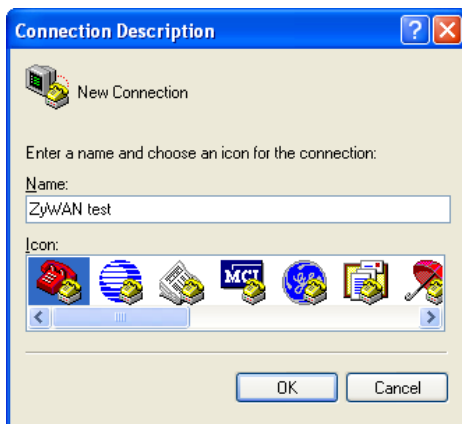 Connection Description
?
New Connection
Enter a name and choose an icon for the connection:
Name:
ZyWAN test
Icon:
MCI
OK
Cancel